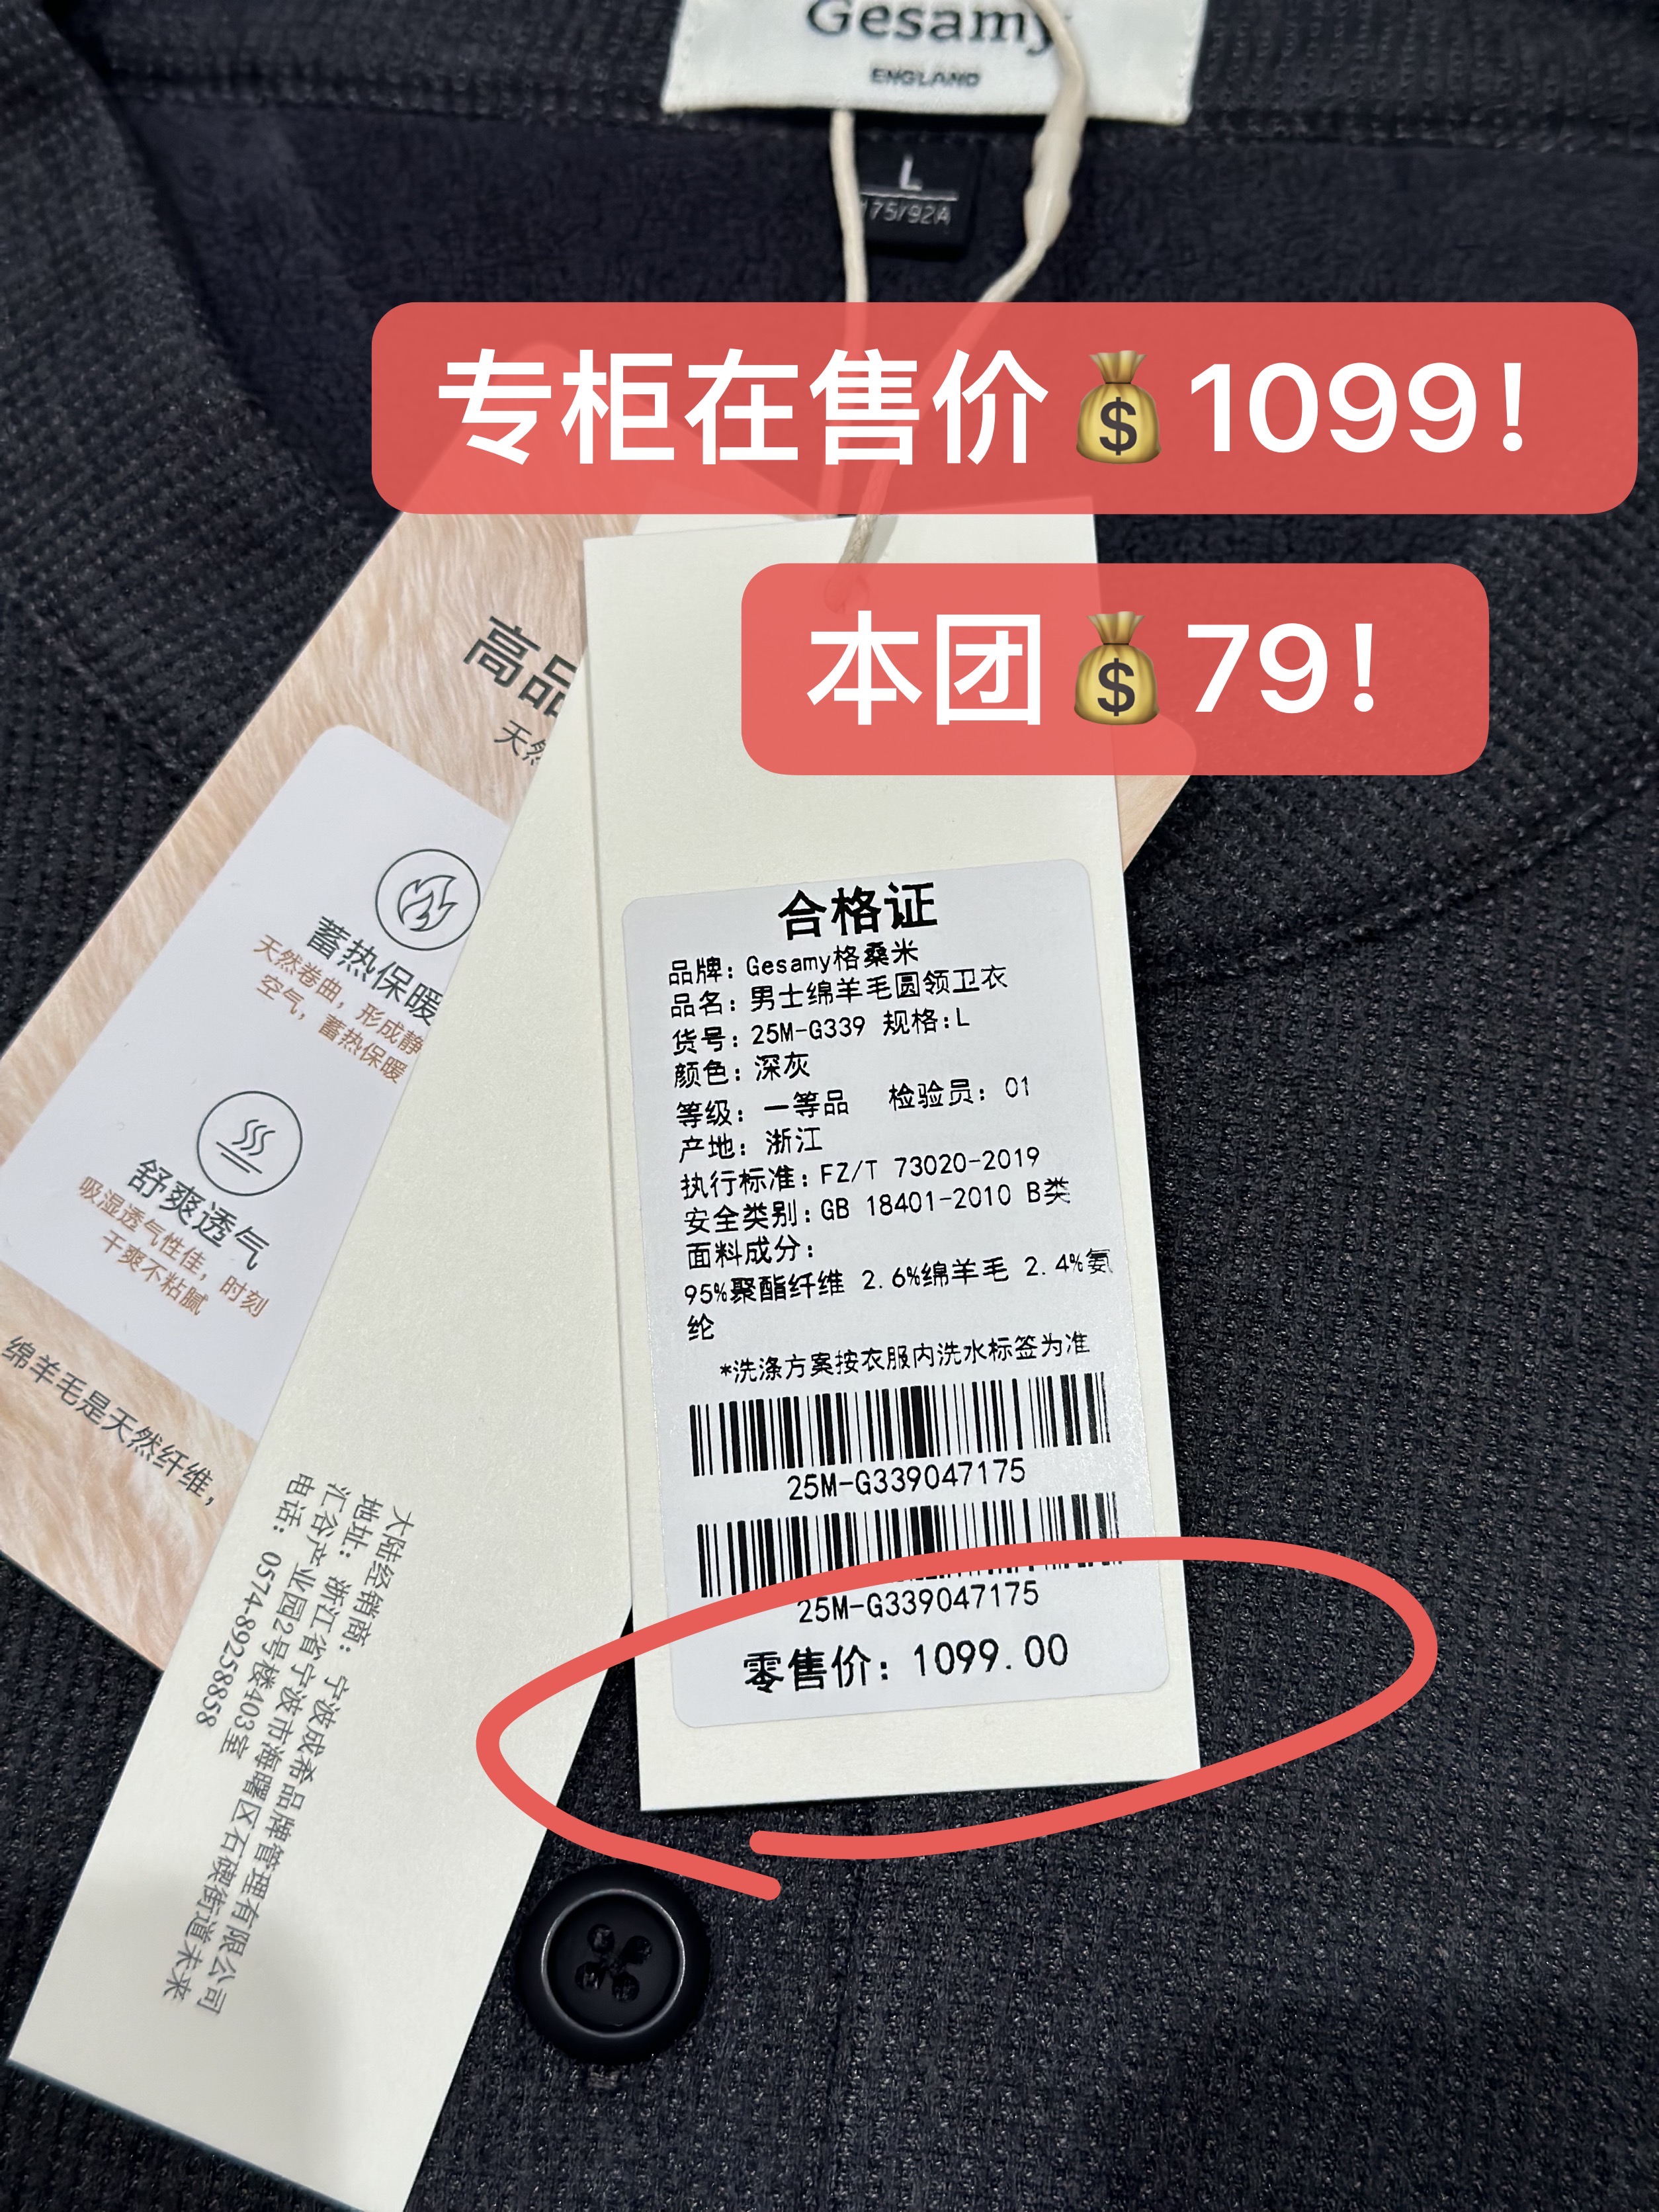 Gesamy
ENGLAND
L
175/92A
专柜在售价💰1099！
本团💰79！
高品
天然
蓄热保暖
天然卷曲，形成静
空气，蓄热保暖
舒爽透气
吸湿透气性佳，时刻
干爽不粘腻
绵羊毛是天然纤维，
大陆经销商：宁波成希品牌管理有限公司
地址：浙江省宁波市海曙区石碶街道未来
汇谷产业园2号楼403室
电话：0574-89258858
合格证
品牌：Gesamy格桑米
品名：男士绵羊毛圆领卫衣
货号：25M-G339 规格：L
颜色：深灰
等级：一等品 检验员：01
产地：浙江
执行标准：FZ/T 73020-2019
安全类别：GB 18401-2010 B类
面料成分：
95%聚酯纤维 2.6%绵羊毛 2.4%氨
纶
*洗涤方案按衣服内洗水标签为准
25M-G339047175
25M-G339047175
零售价：1099.00